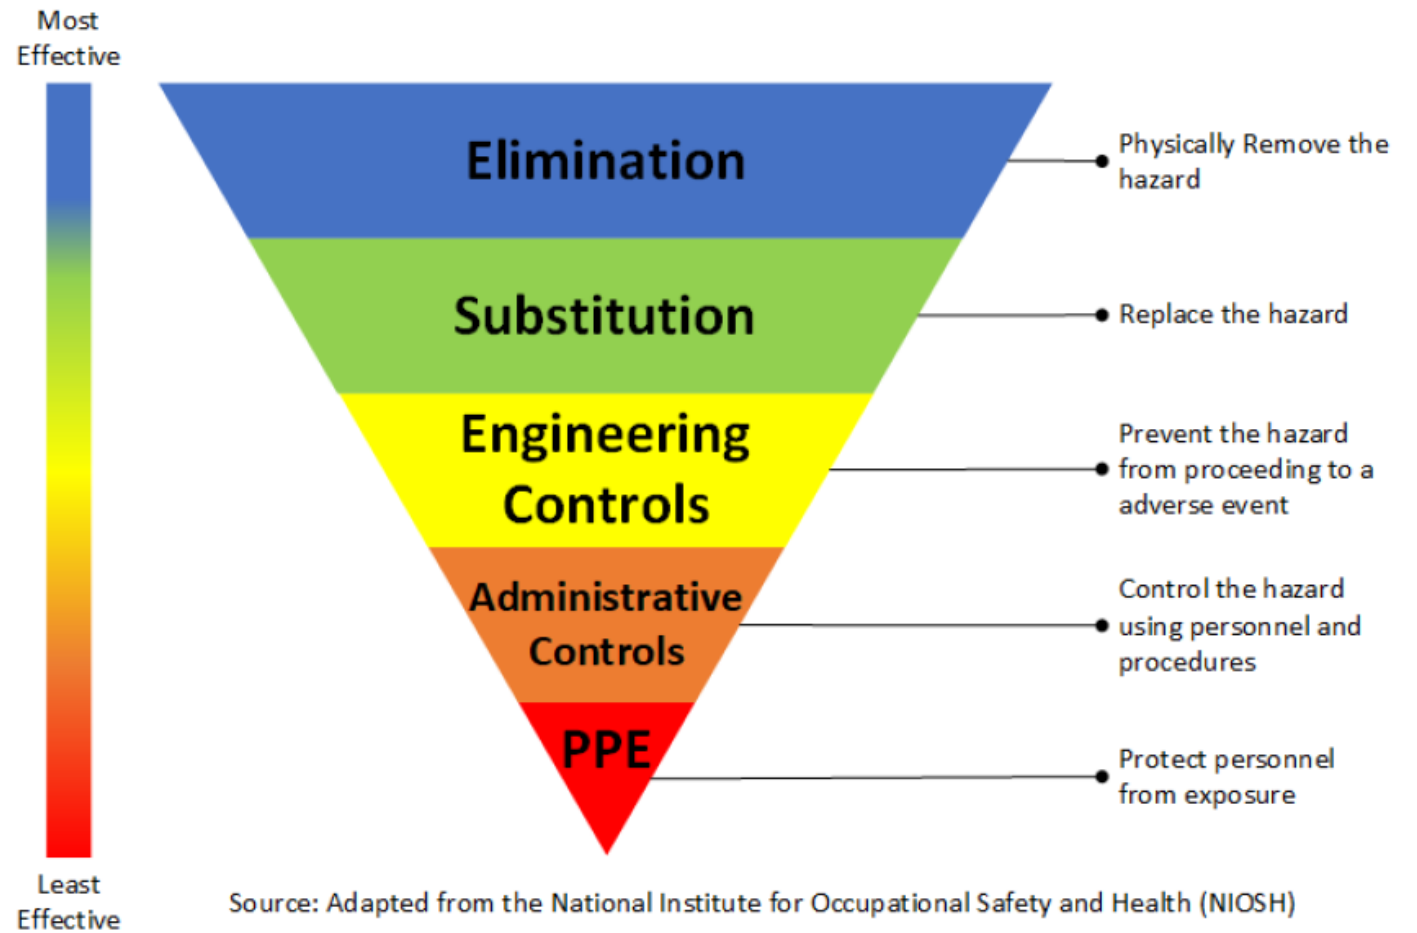 Most
Effective
Elimination
Physically Remove the
hazard
Substitution
Replace the hazard
Engineering
Controls
Prevent the hazard
from proceeding to a
adverse event
Administrative
Controls
Control the hazard
using personnel and
procedures
PPE
Protect personnel
from exposure
Least
Effective
Source: Adapted from the National Institute for Occupational Safety and Health (NIOSH)